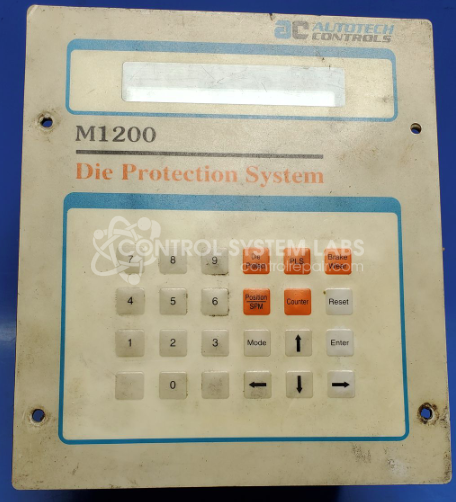 ac AUTOTECH
CONTROLS
M1200
Die Protection System
CONTROL SYSTEM LABS
7 8 9 PLS Brake
4 5 6 Position
SPM Counter Reset
1 2 3 Mode ↑ Enter
0 ← ↓ →